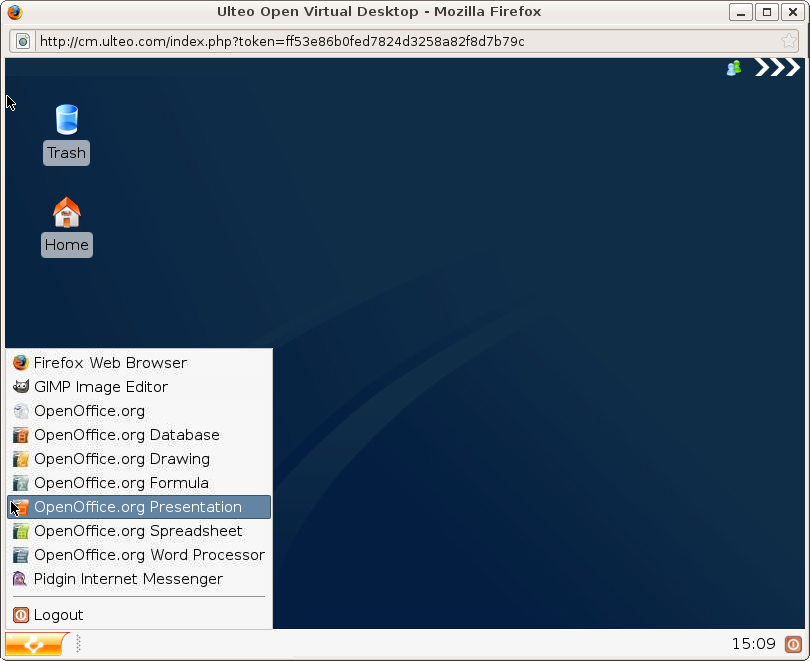 Ulteo Open Virtual Desktop - Mozilla Firefox
http://cm.ulteo.com/index.php?token=ff53e86b0fed7824d3258a82f8d7b79c
Trash
Home
Firefox Web Browser
GIMP Image Editor
OpenOffice.org
OpenOffice.org Database
OpenOffice.org Drawing
OpenOffice.org Formula
OpenOffice.org Presentation
OpenOffice.org Spreadsheet
OpenOffice.org Word Processor
Pidgin Internet Messenger
Logout
15:09